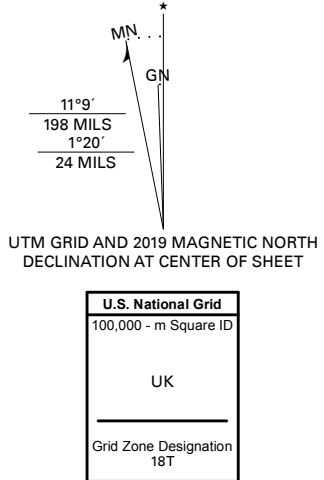 ★
MN
GN
11°9´
198 MILS
1°20´
24 MILS
UTM GRID AND 2019 MAGNETIC NORTH
DECLINATION AT CENTER OF SHEET
U.S. National Grid
100,000 - m Square ID
UK
Grid Zone Designation
18T